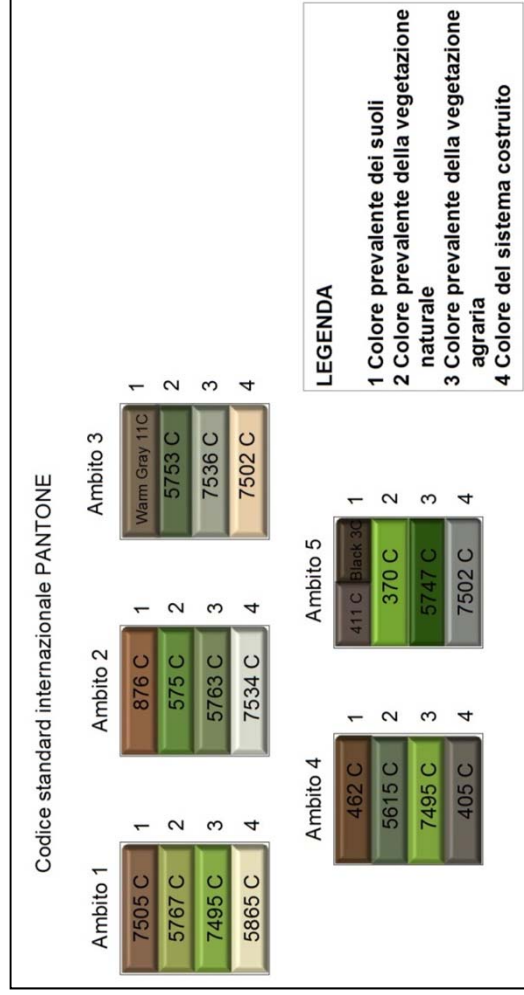 Codice standard internazionale PANTONE
Ambito 1
7505 C 1
5767 C 2
7495 C 3
5865 C 4
Ambito 2
876 C 1
575 C 2
5763 C 3
7534 C 4
Ambito 3
Warm Gray 11C 1
5753 C 2
7536 C 3
7502 C 4
Ambito 4
462 C 1
5615 C 2
7495 C 3
405 C 4
Ambito 5
411 C Black 3C 1
370 C 2
5747 C 3
7502 C 4
LEGENDA
1 Colore prevalente dei suoli
2 Colore prevalente della vegetazione
naturale
3 Colore prevalente della vegetazione
agraria
4 Colore del sistema costruito